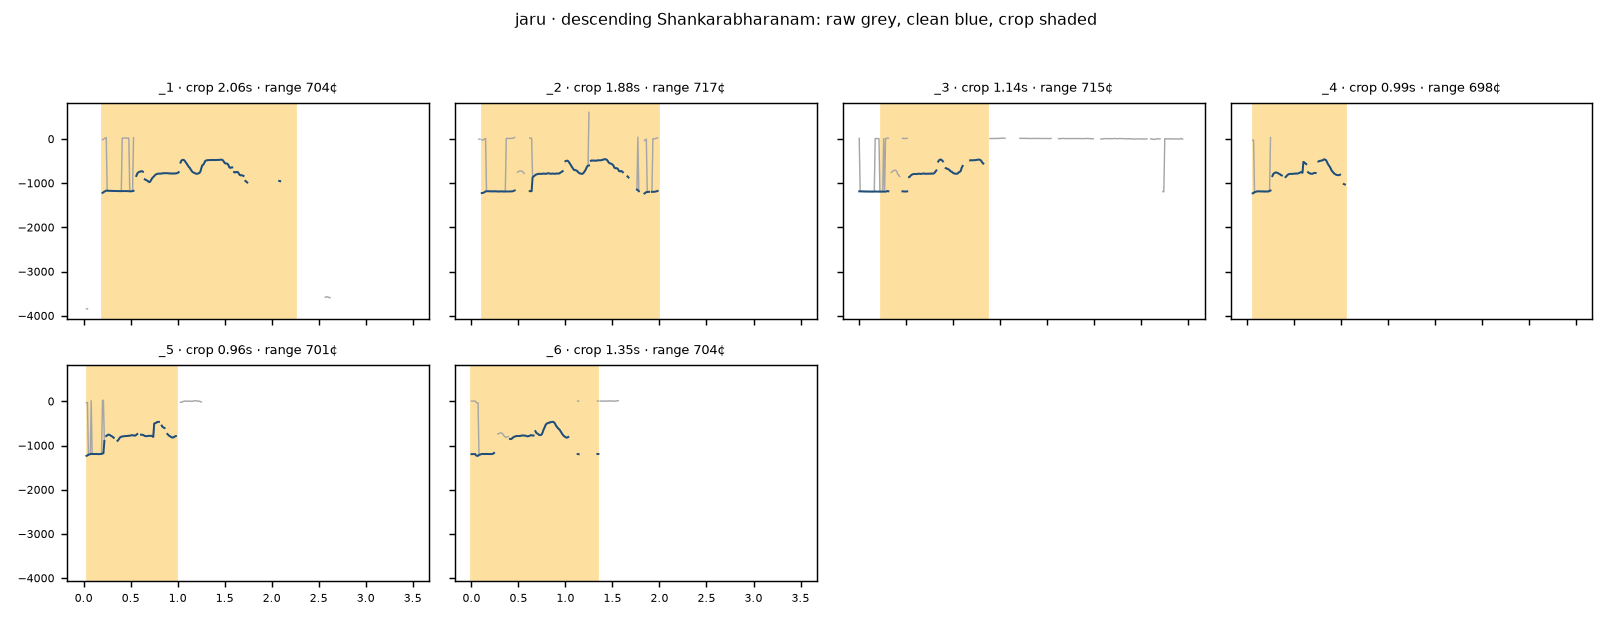 jaru · descending Shankarabharanam: raw grey, clean blue, crop shaded
_1 · crop 2.06s · range 704¢
_2 · crop 1.88s · range 717¢
_3 · crop 1.14s · range 715¢
_4 · crop 0.99s · range 698¢
0
−1000
−2000
−3000
−4000
_5 · crop 0.96s · range 701¢
_6 · crop 1.35s · range 704¢
0
−1000
−2000
−3000
−4000
0.0 0.5 1.0 1.5 2.0 2.5 3.0 3.5
0.0 0.5 1.0 1.5 2.0 2.5 3.0 3.5